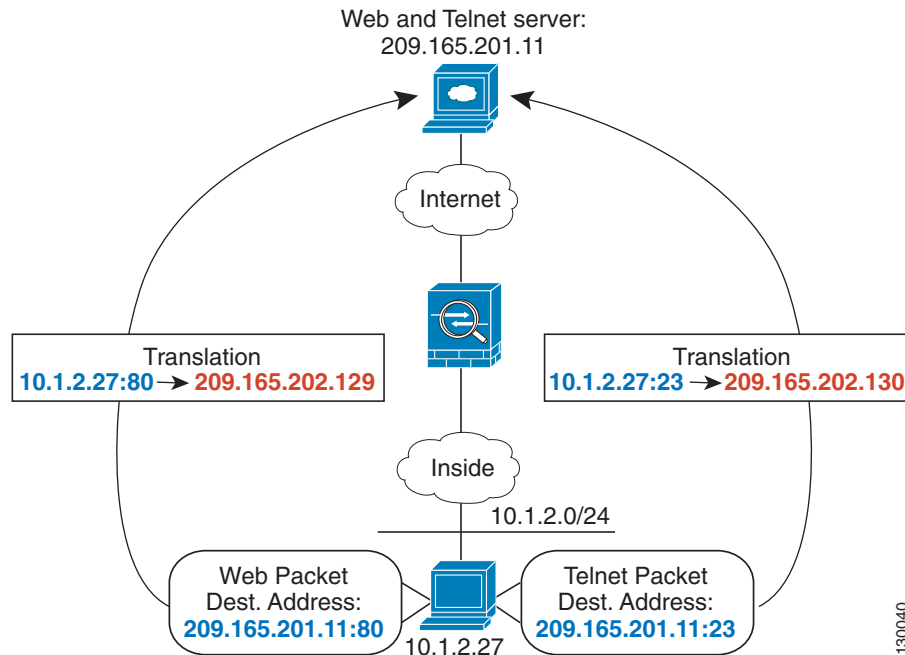 Web and Telnet server:
209.165.201.11
Internet
Translation
10.1.2.27:80 → 209.165.202.129
Translation
10.1.2.27:23 → 209.165.202.130
Inside
10.1.2.0/24
Web Packet
Dest. Address:
209.165.201.11:80
Telnet Packet
Dest. Address:
209.165.201.11:23
10.1.2.27
130040